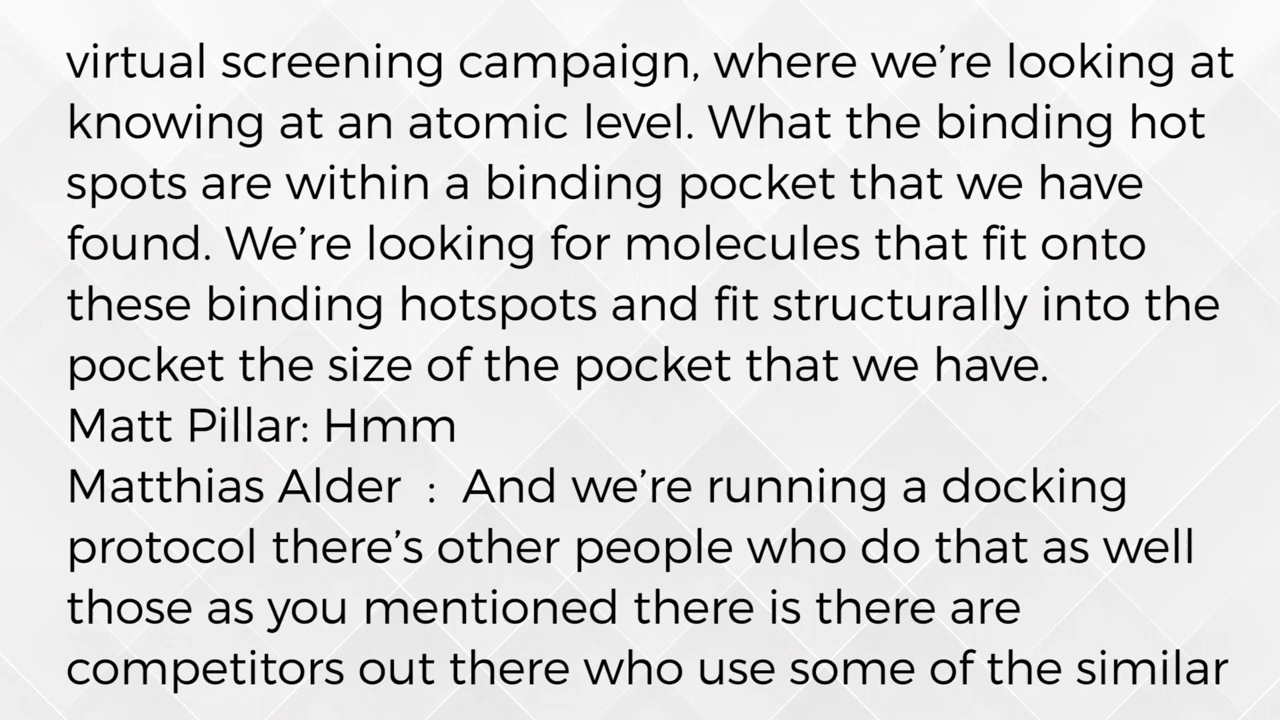 virtual screening campaign, where we’re looking at
knowing at an atomic level. What the binding hot
spots are within a binding pocket that we have
found. We’re looking for molecules that fit onto
these binding hotspots and fit structurally into the
pocket the size of the pocket that we have.
Matt Pillar: Hmm
Matthias Alder  :  And we’re running a docking
protocol there’s other people who do that as well
those as you mentioned there is there are
competitors out there who use some of the similar